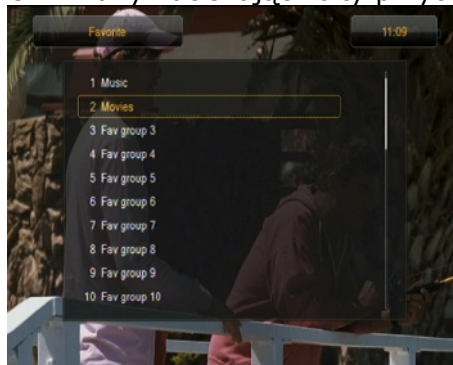 Favorite
11:09
1 Music
2 Movies
3 Fav group 3
4 Fav group 4
5 Fav group 5
6 Fav group 6
7 Fav group 7
8 Fav group 8
9 Fav group 9
10 Fav group 10